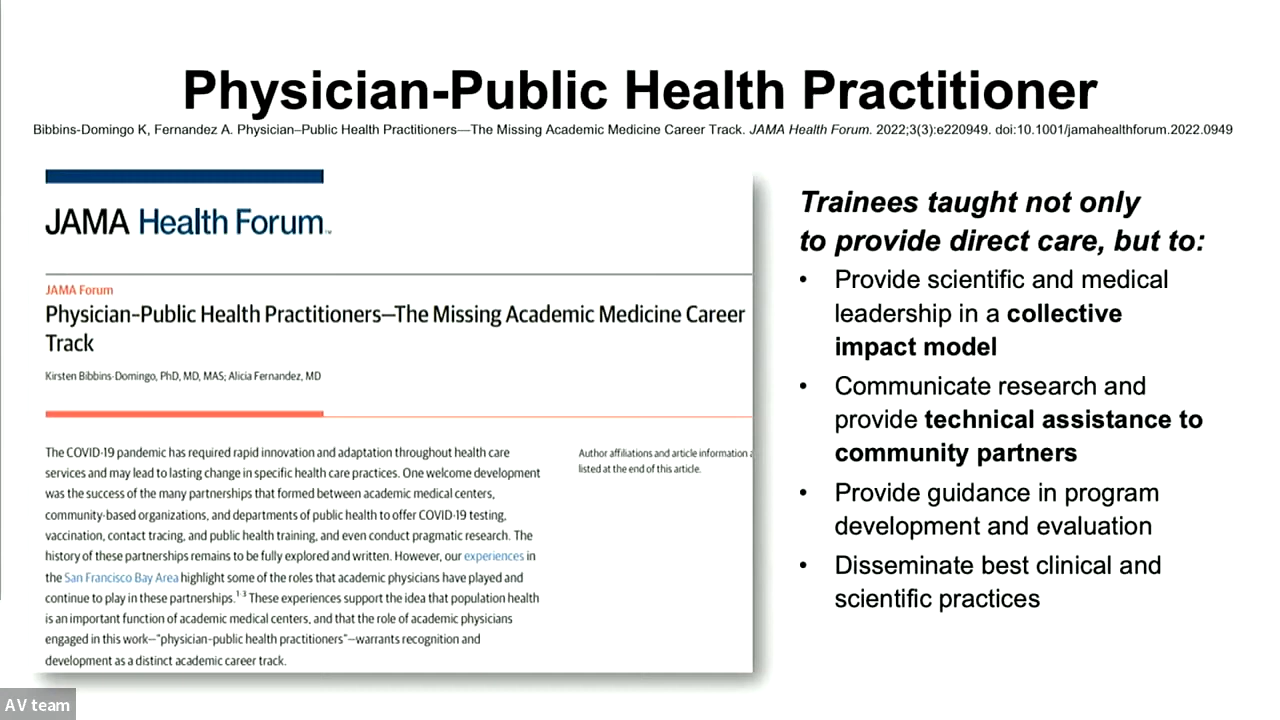 Physician-Public Health Practitioner
Bibbins-Domingo K, Fernandez A. Physician–Public Health Practitioners—The Missing Academic Medicine Career Track. JAMA Health Forum. 2022;3(3):e220949. doi:10.1001/jamahealthforum.2022.0949
JAMA Health Forum™
JAMA Forum
Physician–Public Health Practitioners—The Missing Academic Medicine Career
Track
Kirsten Bibbins-Domingo, PhD, MD, MAS; Alicia Fernandez, MD
The COVID-19 pandemic has required rapid innovation and adaptation throughout health care
services and may lead to lasting change in specific health care practices. One welcome development
was the success of the many partnerships that formed between academic medical centers,
community-based organizations, and departments of public health to offer COVID-19 testing,
vaccination, contact tracing, and public health training, and even conduct pragmatic research. The
history of these partnerships remains to be fully explored and written. However, our experiences in
the San Francisco Bay Area highlight some of the roles that academic physicians have played and
continue to play in these partnerships.1-3 These experiences support the idea that population health
is an important function of academic medical centers, and that the role of academic physicians
engaged in this work—"physician-public health practitioners"—warrants recognition and
development as a distinct academic career track.
Author affiliations and article information a
listed at the end of this article.
Trainees taught not only
to provide direct care, but to:
• Provide scientific and medical
leadership in a collective
impact model
• Communicate research and
provide technical assistance to
community partners
• Provide guidance in program
development and evaluation
• Disseminate best clinical and
scientific practices
AV team